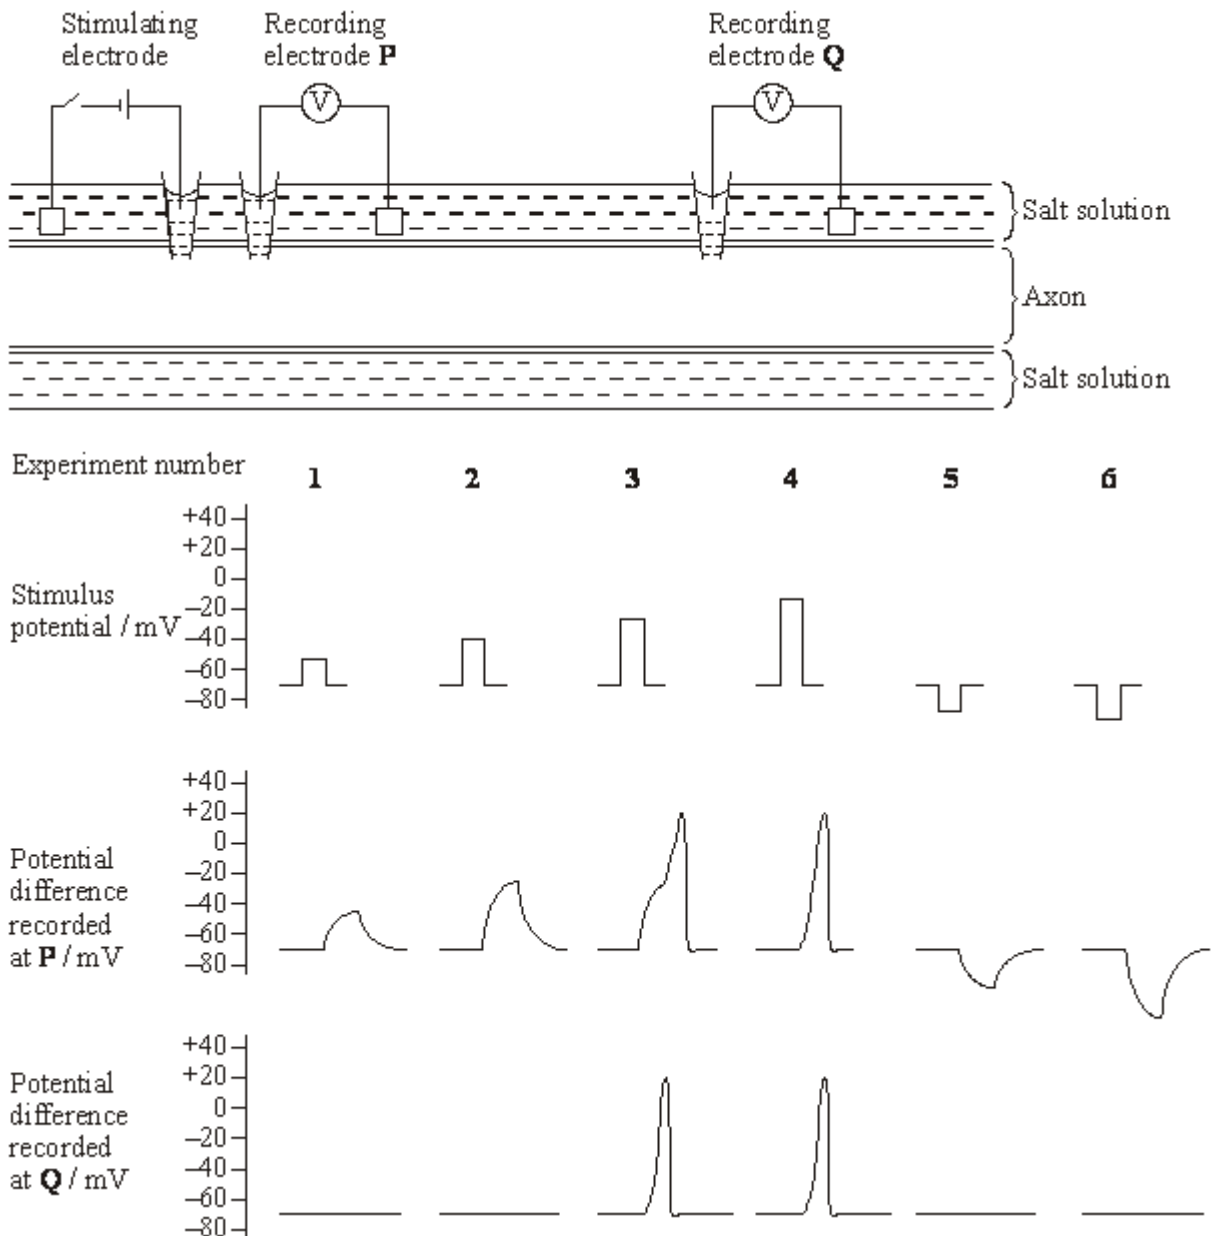 Stimulating electrode
Recording electrode P
Recording electrode Q
V
V
Salt solution
Axon
Salt solution
Experiment number 1 2 3 4 5 6
+40
+20
0
–20
–40
–60
–80
Stimulus
potential / mV
+40
+20
0
–20
–40
–60
–80
Potential
difference
recorded
at P / mV
+40
+20
0
–20
–40
–60
–80
Potential
difference
recorded
at Q / mV